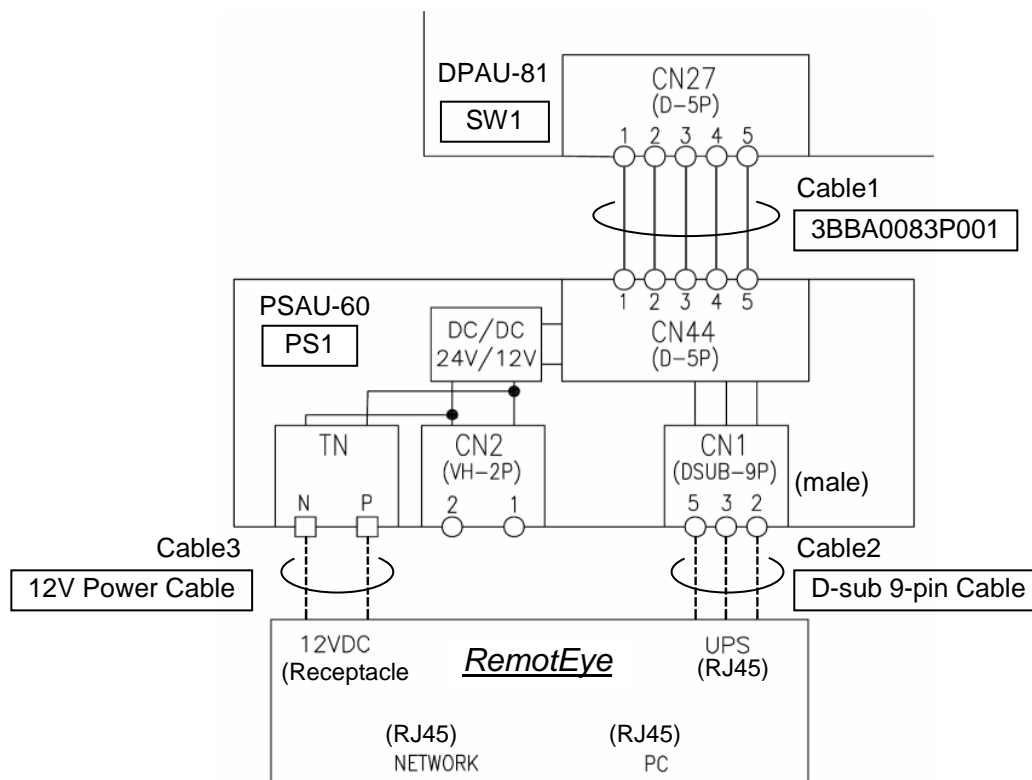 DPAU-81
SW1
CN27
(D-5P)
1 2 3 4 5
Cable1
3BBA0083P001
1 2 3 4 5
PSAU-60
PS1
DC/DC
24V/12V
CN44
(D-5P)
TN
CN2
(VH-2P)
CN1
(DSUB-9P)
(male)
N P
2 1
5 3 2
Cable3
12V Power Cable
Cable2
D-sub 9-pin Cable
12VDC
(Receptacle
RemotEye
UPS
(RJ45)
(RJ45)
NETWORK
(RJ45)
PC